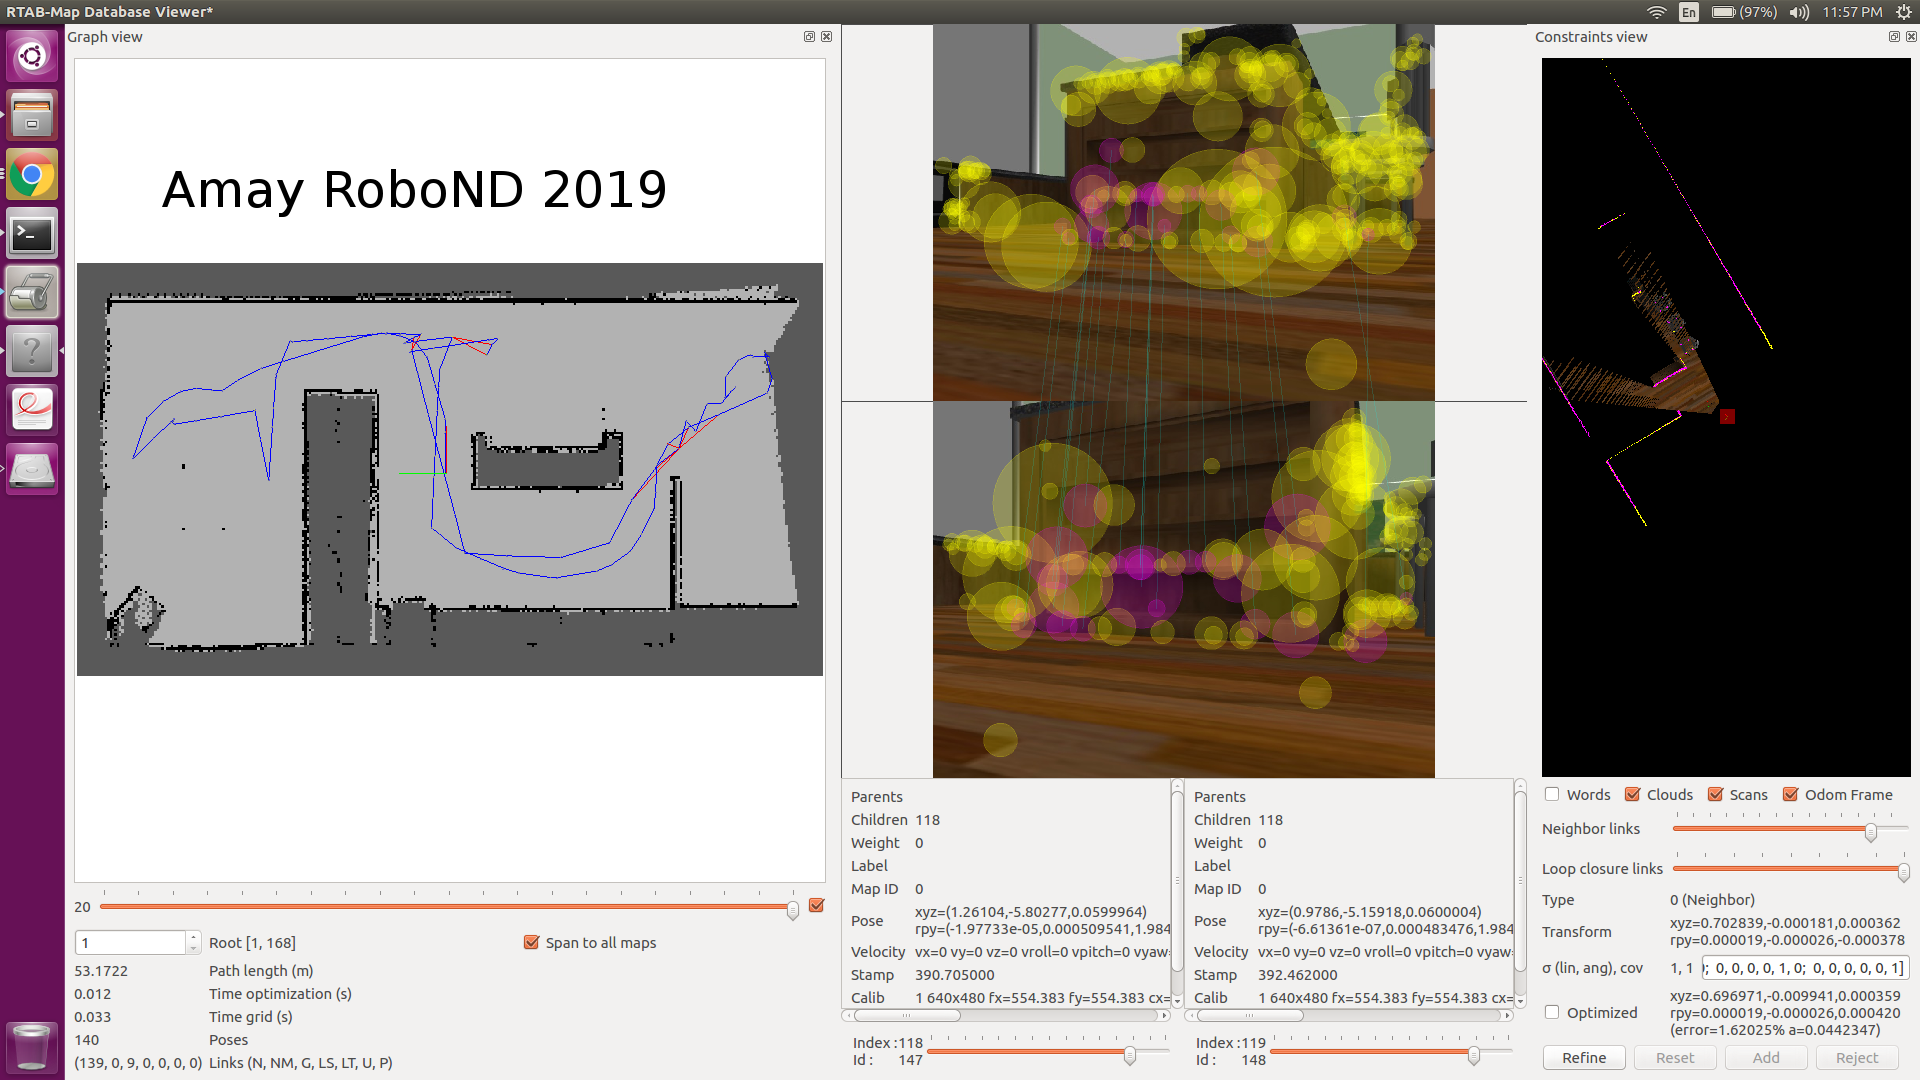 RTAB-Map Database Viewer*
En
(97%)
11:57 PM
Graph view
Amay RoboND 2019
20
1
Root [1, 168]
Span to all maps
53.1722 Path length (m)
0.012 Time optimization (s)
0.033 Time grid (s)
140 Poses
(139, 0, 9, 0, 0, 0, 0) Links (N, NM, G, LS, LT, U, P)
Parents
Children 118
Weight 0
Label
Map ID 0
Pose xyz=(1.26104,-5.80277,0.0599964)
rpy=(-1.97733e-05,0.000509541,1.984
Velocity vx=0 vy=0 vz=0 vroll=0 vpitch=0 vyaw=
Stamp 390.705000
Calib 1 640x480 fx=554.383 fy=554.383 cx=
Index :118
Id : 147
Parents
Children 118
Weight 0
Label
Map ID 0
Pose xyz=(0.9786,-5.15918,0.0600004)
rpy=(-6.61361e-07,0.000483476,1.984
Velocity vx=0 vy=0 vz=0 vroll=0 vpitch=0 vyaw=
Stamp 392.462000
Calib 1 640x480 fx=554.383 fy=554.383 cx=
Index :119
Id : 148
Constraints view
Words Clouds Scans Odom Frame
Neighbor links
Loop closure links
Type 0 (Neighbor)
Transform xyz=0.702839,-0.000181,0.000362
rpy=0.000019,-0.000026,-0.000378
σ (lin, ang), cov 1, 1 ; 0, 0, 0, 0, 1, 0; 0, 0, 0, 0, 0, 1]
Optimized xyz=0.696971,-0.009941,0.000359
rpy=0.000019,-0.000026,0.000420
(error=1.62025% a=0.0442347)
Refine Reset Add Reject